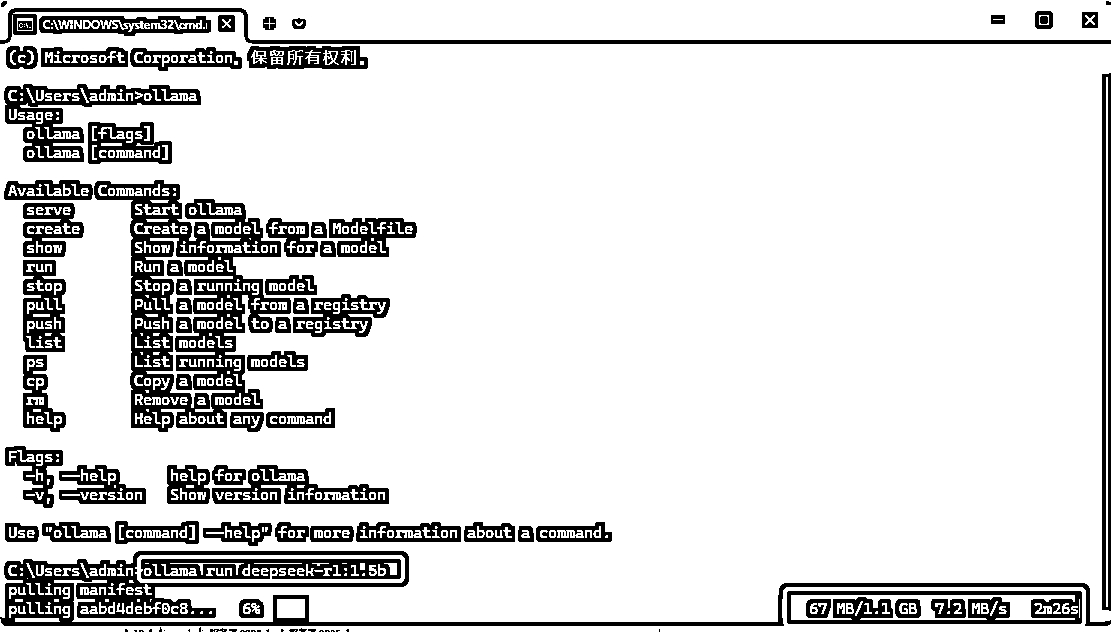 C:\WINDOWS\system32\cmd.
(c) Microsoft Corporation. 保留所有权利.
C:\Users\admin>ollama
Usage:
ollama [flags]
ollama [command]
Available Commands:
serve Start ollama
create Create a model from a Modelfile
show Show information for a model
run Run a model
stop Stop a running model
pull Pull a model from a registry
push Push a model to a registry
list List models
ps List running models
cp Copy a model
rm Remove a model
help Help about any command
Flags:
-h, --help help for ollama
-v, --version Show version information
Use "ollama [command] --help" for more information about a command.
C:\Users\admin>ollama run deepseek-r1:1.5b
pulling manifest
pulling aabd4debf0c8... 6% 67 MB/1.1 GB 7.2 MB/s 2m26s